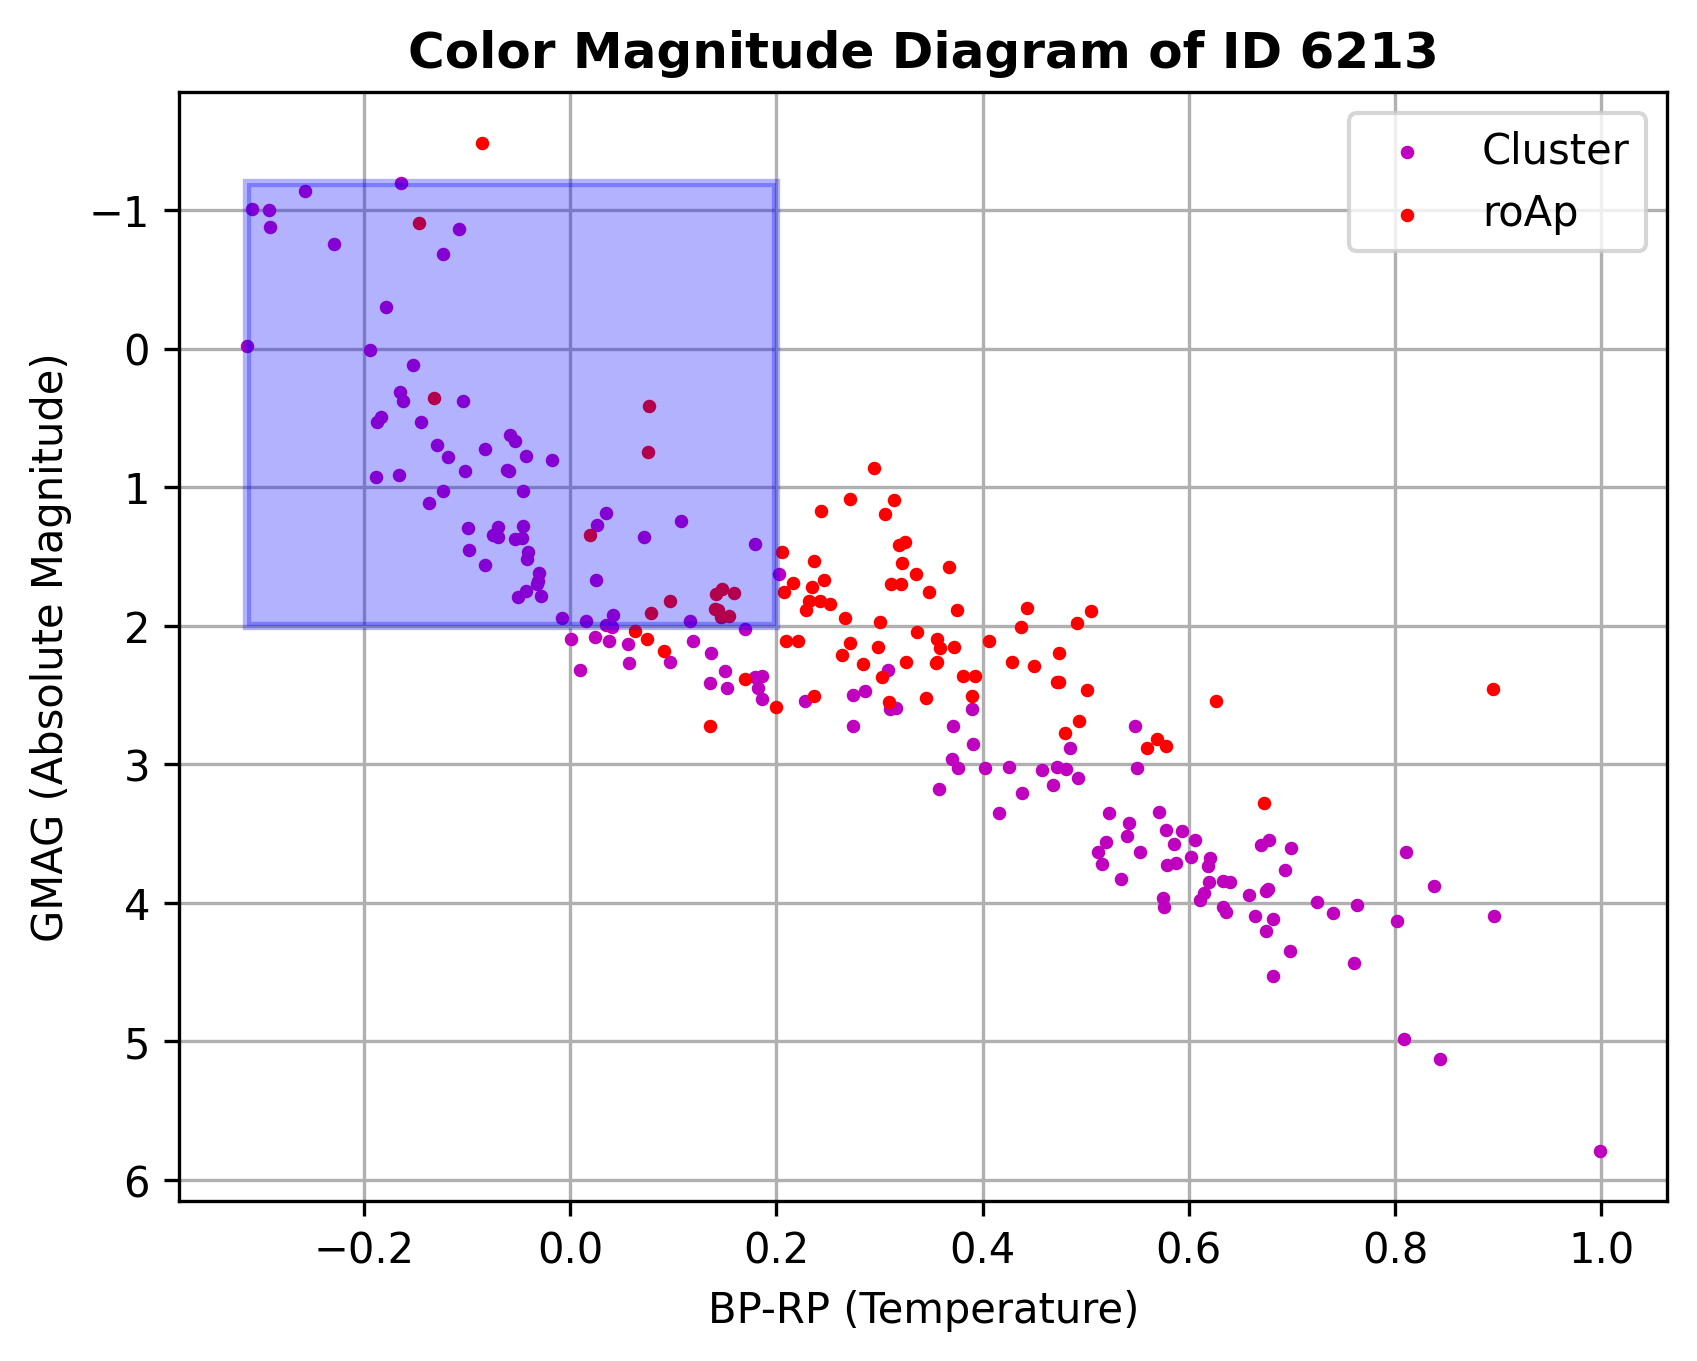 Color Magnitude Diagram of ID 6213
Cluster
roAp
GMAG (Absolute Magnitude)
−1
0
1
2
3
4
5
6
−0.2 0.0 0.2 0.4 0.6 0.8 1.0
BP-RP (Temperature)